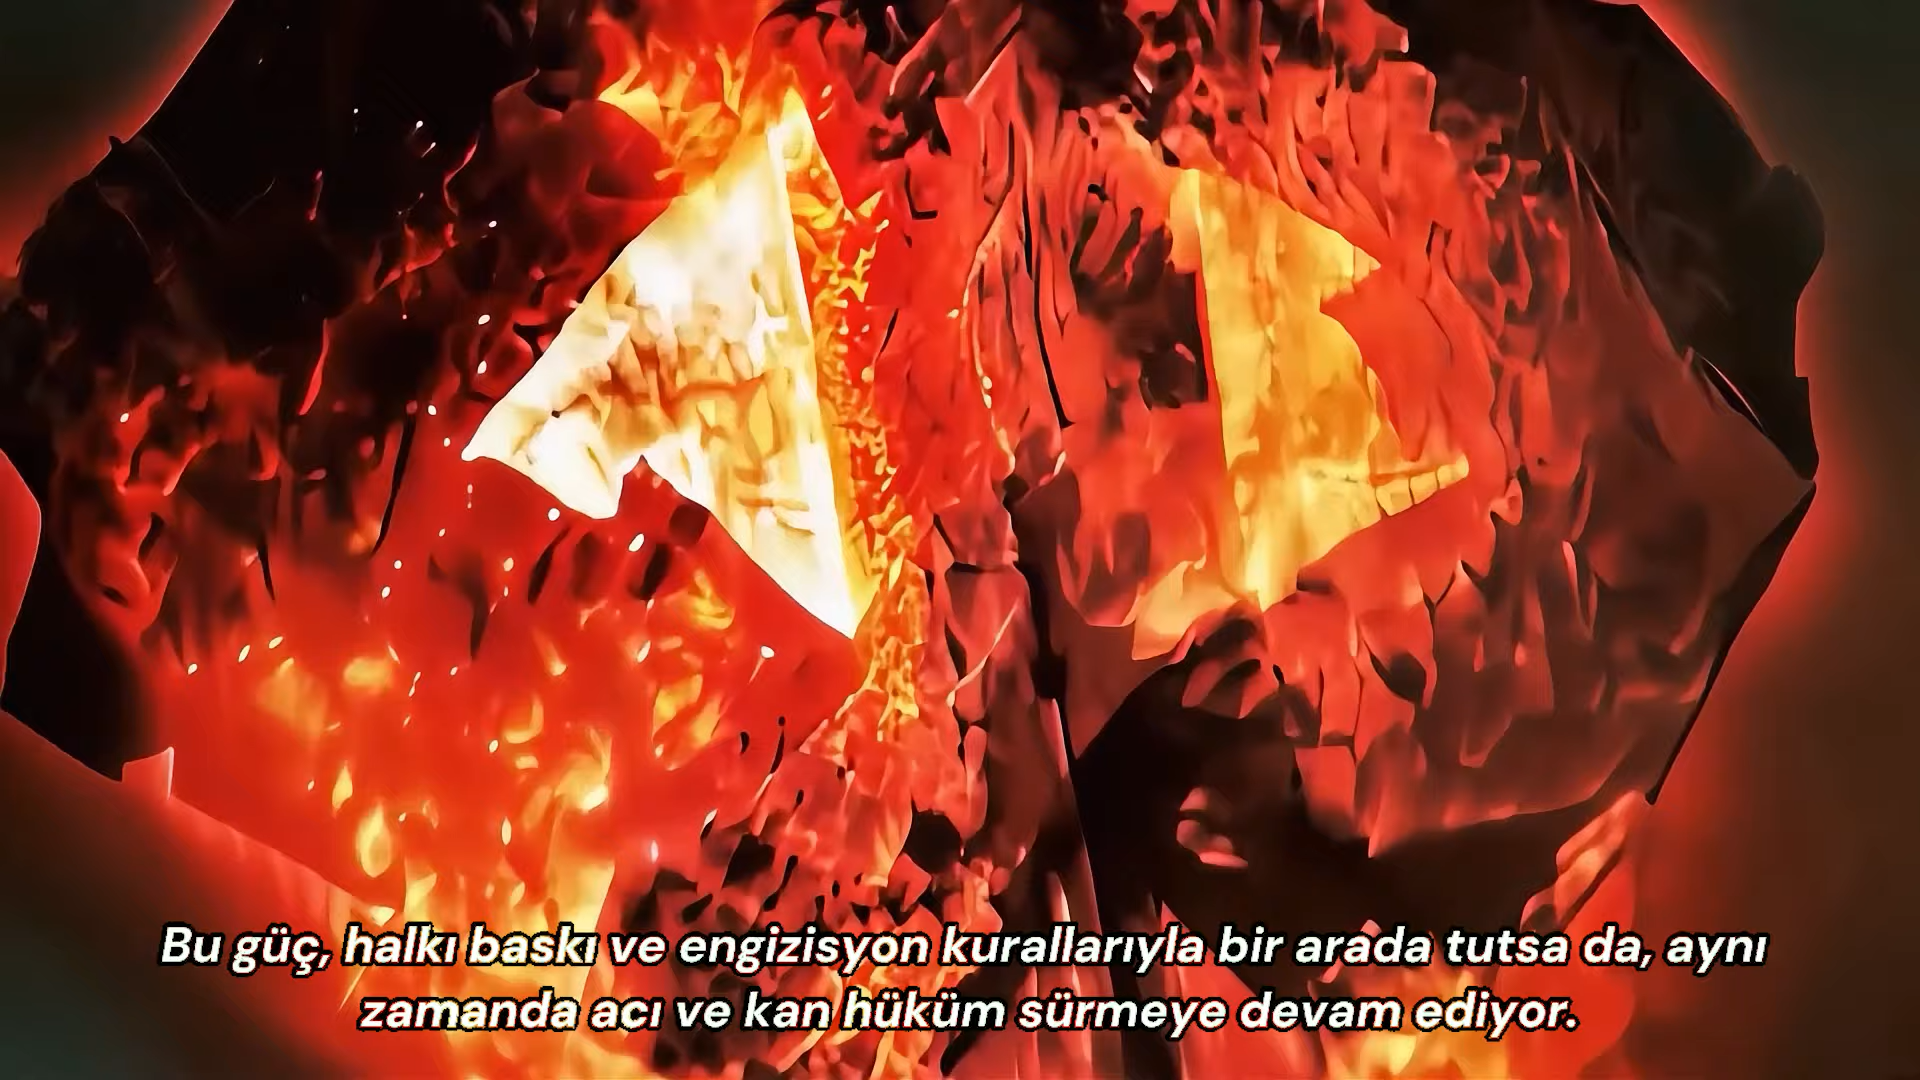 Bu güç, halkı baskı ve engizisyon kurallarıyla bir arada tutsa da, aynı
zamanda acı ve kan hüküm sürmeye devam ediyor.